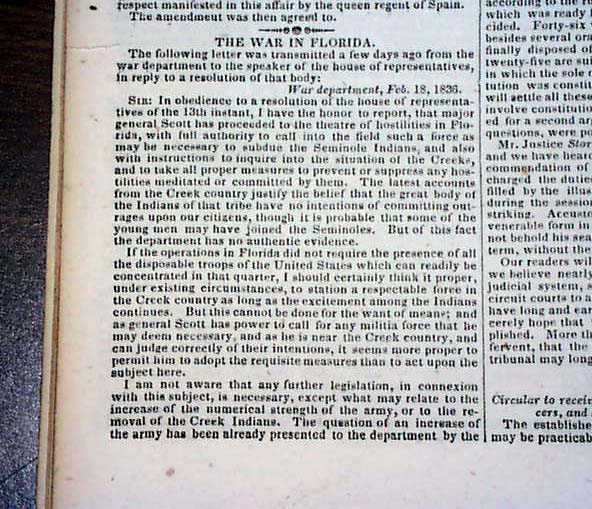 respect manifested in this affair by the queen regent of Spain.
The amendment was then agreed to.
THE WAR IN FLORIDA.
The following letter was transmitted a few days ago from the
war department to the speaker of the house of representatives,
in reply to a resolution of that body:
War department, Feb. 18, 1836.
SIR: In obedience to a resolution of the house of representa-
tives of the 13th instant, I have the honor to report, that major
general Scott has proceeded to the theatre of hostilities in Flo-
rida, with full authority to call into the field such a force as
may be necessary to subdue the Seminole Indians, and also
with instructions to inquire into the situation of the Creeks,
and to take all proper measures to prevent or suppress any hos-
tilities meditated or committed by them. The latest accounts
from the Creek country justify the belief that the great body of
the Indians of that tribe have no intentions of committing out-
rages upon our citizens, though it is probable that some of the
young men may have joined the Seminoles. But of this fact
the department has no authentic evidence.
If the operations in Florida did not require the presence of all
the disposable troops of the United States which can readily be
concentrated in that quarter, I should certainly think it proper,
under existing circumstances, to station a respectable force in
the Creek country as long as the excitement among the Indians
continues. But this cannot be done for the want of means; and
as general Scott has power to call for any militia force that he
may deem necessary, and as he is near the Creek country, and
can judge correctly of their intentions, it seems more proper to
permit him to adopt the requisite measures than to act upon the
subject here.
I am not aware that any further legislation, in connexion
with this subject, is necessary, except what may relate to the
increase of the numerical strength of the army, or to the re-
moval of the Creek Indians. The question of an increase of
the army has been already presented to the department by the
according to the
which was ready
cided. Forty-six
besides several
finally disposed of
twenty-five are
in which the sole
tution was
will settle all these
involve
ed for a second
questions, were
Mr. Justice
and we have
commendation of
charged the
filled by the
during the
striking.
venerable form in
not behold his
term, without the
Our readers will
we believe nearly
judicial system,
circuit courts to
have long and
cerely hope that
plished. More
fervent, that the
tribunal may long
Circular to
cers, and
The
may be